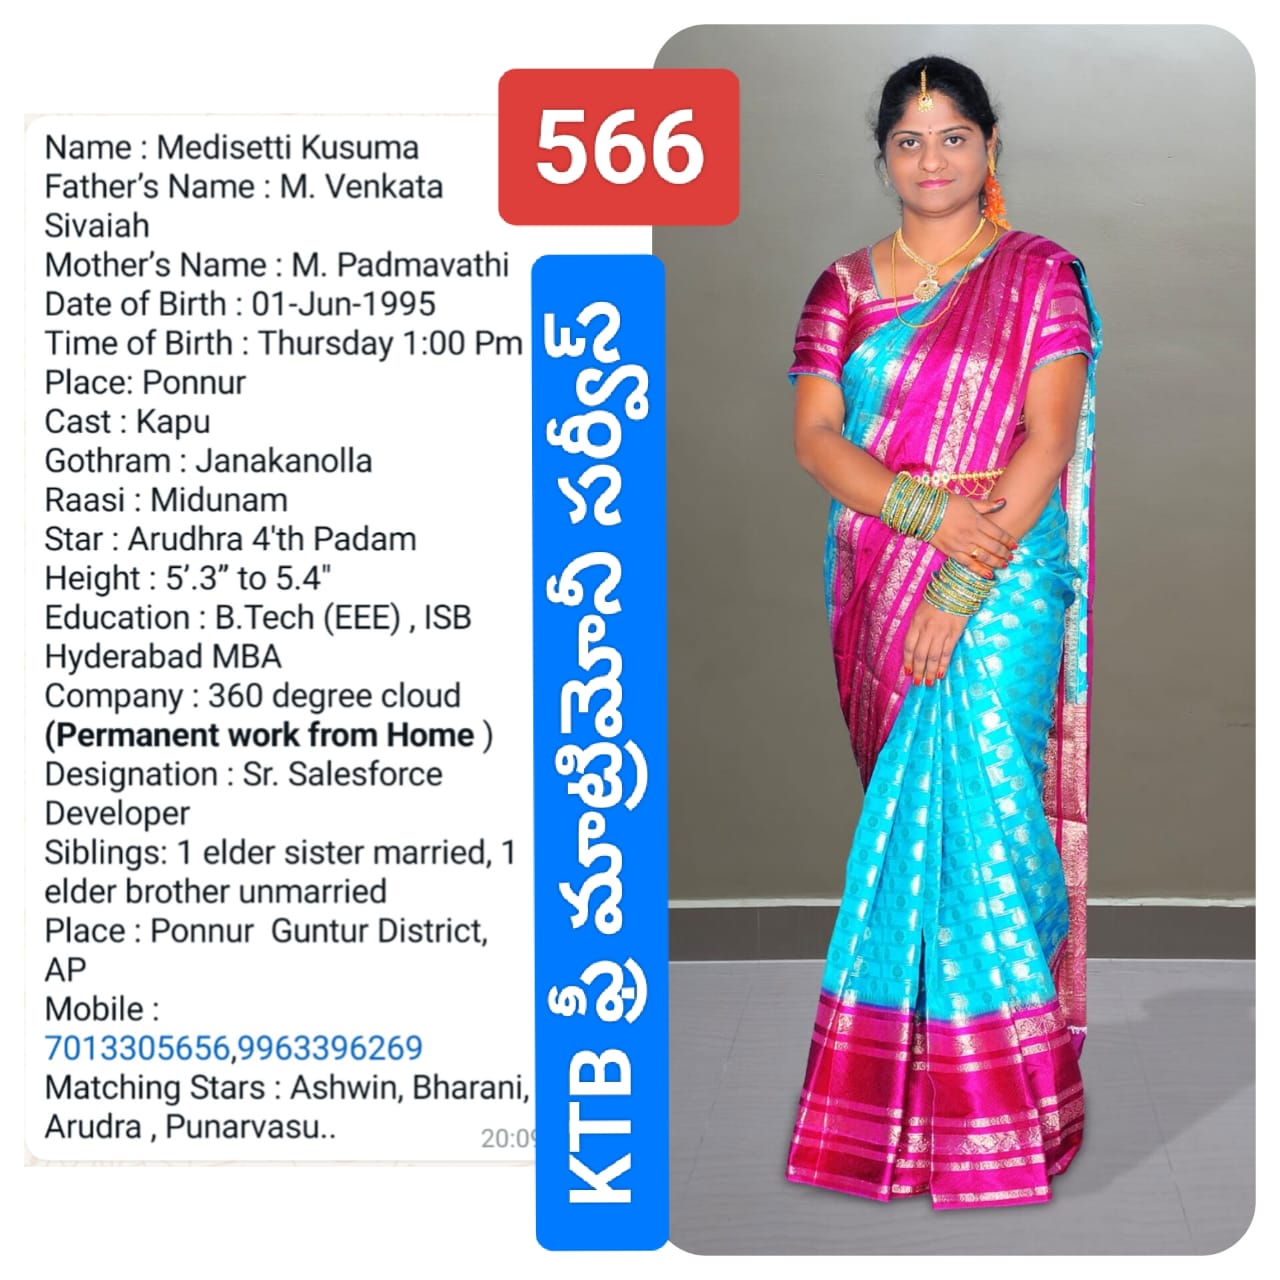 566
Name : Medisetti Kusuma
Father’s Name : M. Venkata
Sivaiah
Mother’s Name : M. Padmavathi
Date of Birth : 01-Jun-1995
Time of Birth : Thursday 1:00 Pm
Place: Ponnur
Cast : Kapu
Gothram : Janakanolla
Raasi : Midunam
Star : Arudhra 4'th Padam
Height : 5’.3” to 5.4"
Education : B.Tech (EEE) , ISB
Hyderabad MBA
Company : 360 degree cloud
(Permanent work from Home )
Designation : Sr. Salesforce
Developer
Siblings: 1 elder sister married, 1
elder brother unmarried
Place : Ponnur  Guntur District,
AP
Mobile :
7013305656,9963396269
Matching Stars : Ashwin, Bharani,
Arudra , Punarvasu..
KTB ఫ్రీ మాట్రిమోనీ సర్వీస్